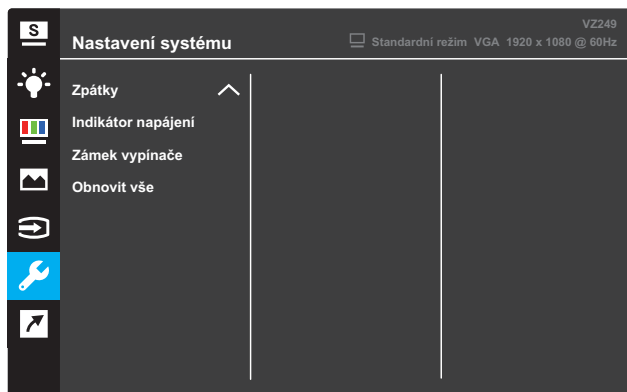 S
VZ249
Nastavení systému
Standardní režim VGA 1920 x 1080 @ 60Hz
Zpátky
Indikátor napájení
Zámek vypínače
Obnovit vše